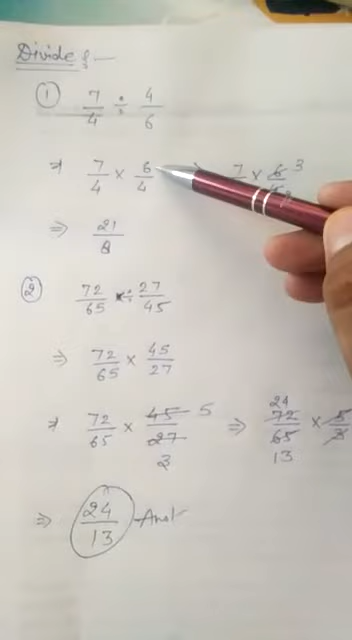 Divide :-
① 7/4 ÷ 4/6
⇒ 7/4 × 6/4 ⇒ 7/ × 6 3
⇒ 21/8
② 72/65 ÷ 27/45
⇒ 72/65 × 45/27
⇒ 72/65 × 45/27 5 3 ⇒ 24 72/65 13 × 5/3
⇒ 24/13 Ans